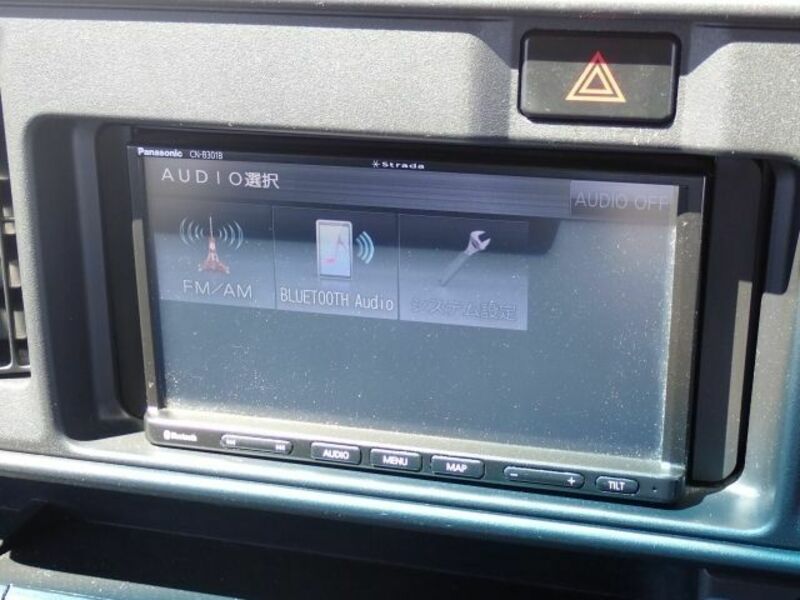 Panasonic CN-B301B
Strada
AUDIO選択
AUDIO OFF
FM/AM
BLUETOOTH Audio
システム設定
Bluetooth
AUDIO
MENU
MAP
- +
TILT